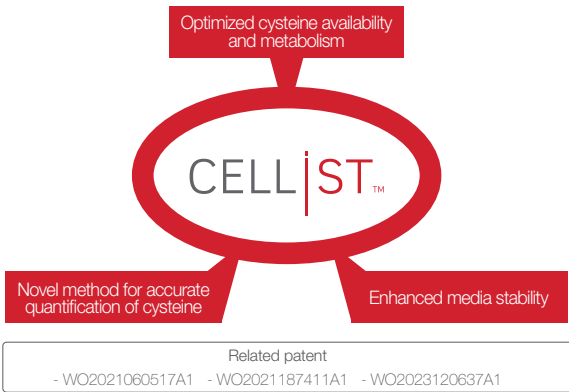 Optimized cysteine availability
and metabolism
CELLiST™
Novel method for accurate
quantification of cysteine
Enhanced media stability
Related patent
- WO2021060517A1 - WO2021187411A1 - WO2023120637A1